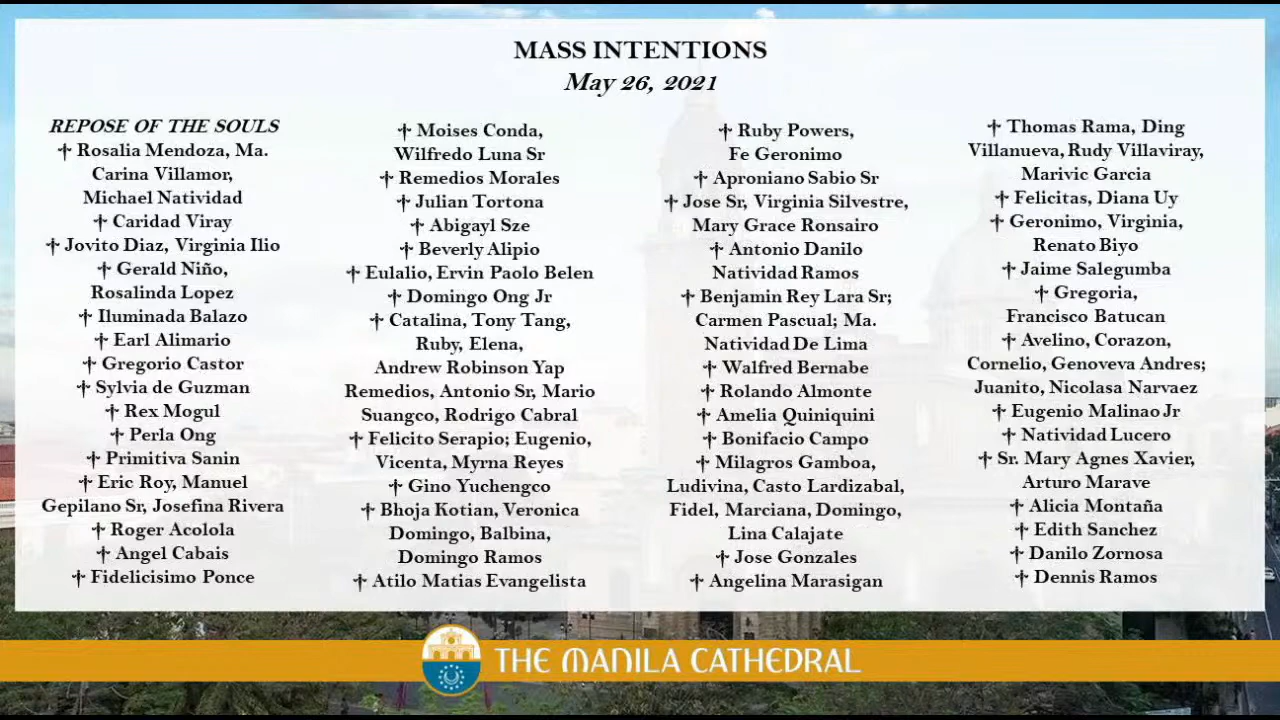 MASS INTENTIONS
May 26, 2021
REPOSE OF THE SOULS
✝ Rosalia Mendoza, Ma.
Carina Villamor,
Michael Natividad
✝ Caridad Viray
✝ Jovito Diaz, Virginia Ilio
✝ Gerald Niño,
Rosalinda Lopez
✝ Iluminada Balazo
✝ Earl Alimario
✝ Gregorio Castor
✝ Sylvia de Guzman
✝ Rex Mogul
✝ Perla Ong
✝ Primitiva Sanin
✝ Eric Roy, Manuel
Gepilano Sr, Josefina Rivera
✝ Roger Acolola
✝ Angel Cabais
✝ Fidelicisimo Ponce
✝ Moises Conda,
Wilfredo Luna Sr
✝ Remedios Morales
✝ Julian Tortona
✝ Abigayl Sze
✝ Beverly Alipio
✝ Eulalio, Ervin Paolo Belen
✝ Domingo Ong Jr
✝ Catalina, Tony Tang,
Ruby, Elena,
Andrew Robinson Yap
Remedios, Antonio Sr, Mario
Suangco, Rodrigo Cabral
✝ Felicito Serapio; Eugenio,
Vicenta, Myrna Reyes
✝ Gino Yuchengco
✝ Bhoja Kotian, Veronica
Domingo, Balbina,
Domingo Ramos
✝ Atilo Matias Evangelista
✝ Ruby Powers,
Fe Geronimo
✝ Aproniano Sabio Sr
✝ Jose Sr, Virginia Silvestre,
Mary Grace Ronsairo
✝ Antonio Danilo
Natividad Ramos
✝ Benjamin Rey Lara Sr;
Carmen Pascual; Ma.
Natividad De Lima
✝ Walfred Bernabe
✝ Rolando Almonte
✝ Amelia Quiniquini
✝ Bonifacio Campo
✝ Milagros Gamboa,
Ludivina, Casto Lardizabal,
Fidel, Marciana, Domingo,
Lina Calajate
✝ Jose Gonzales
✝ Angelina Marasigan
✝ Thomas Rama, Ding
Villanueva, Rudy Villaviray,
Marivic Garcia
✝ Felicitas, Diana Uy
✝ Geronimo, Virginia,
Renato Biyo
✝ Jaime Salegumba
✝ Gregoria,
Francisco Batucan
✝ Avelino, Corazon,
Cornelio, Genoveva Andres;
Juanito, Nicolasa Narvaez
✝ Eugenio Malinao Jr
✝ Natividad Lucero
✝ Sr. Mary Agnes Xavier,
Arturo Marave
✝ Alicia Montaña
✝ Edith Sanchez
✝ Danilo Zornosa
✝ Dennis Ramos
THE MANILA CATHEDRAL